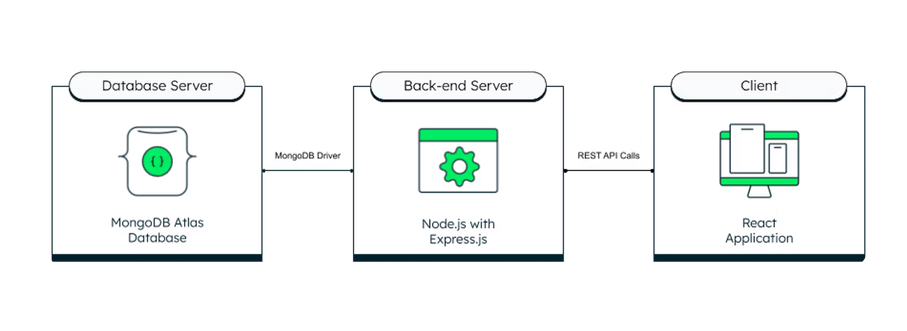 Database Server
Back-end Server
Client
{ }
MongoDB Driver
REST API Calls
MongoDB Atlas
Database
Node.js with
Express.js
React
Application